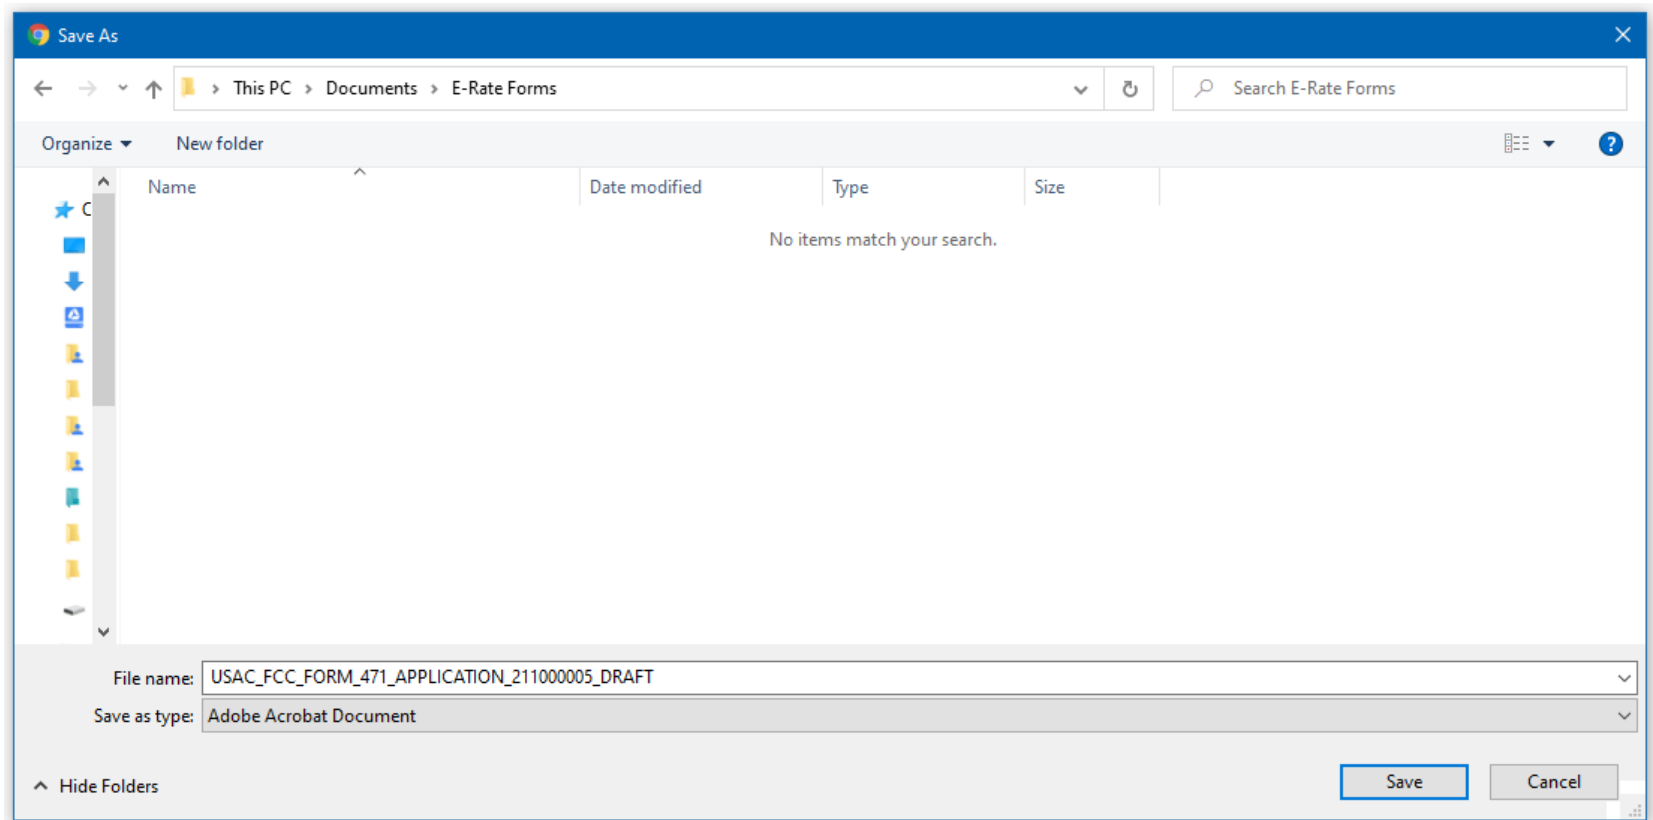 Save As
This PC > Documents > E-Rate Forms
Search E-Rate Forms
Organize
New folder
?
Name
Date modified
Type
Size
C
No items match your search.
File name: USAC_FCC_FORM_471_APPLICATION_211000005_DRAFT
Save as type: Adobe Acrobat Document
Hide Folders
Save
Cancel